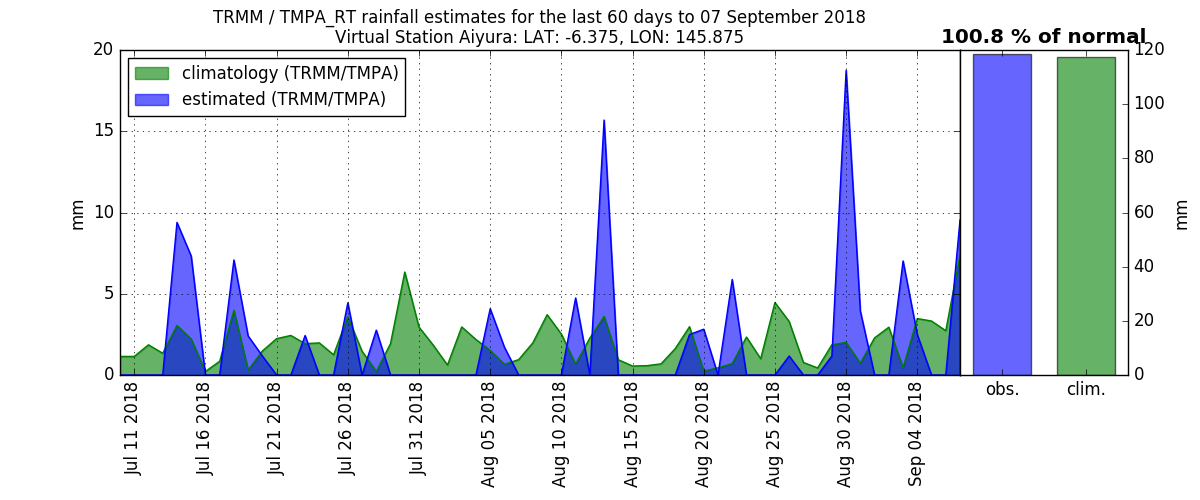 TRMM / TMPA_RT rainfall estimates for the last 60 days to 07 September 2018
Virtual Station Aiyura: LAT: -6.375, LON: 145.875
100.8 % of normal
climatology (TRMM/TMPA)
estimated (TRMM/TMPA)
20
15
10
5
0
mm
Jul 11 2018
Jul 16 2018
Jul 21 2018
Jul 26 2018
Jul 31 2018
Aug 05 2018
Aug 10 2018
Aug 15 2018
Aug 20 2018
Aug 25 2018
Aug 30 2018
Sep 04 2018
obs.
clim.
120
100
80
60
40
20
0
mm